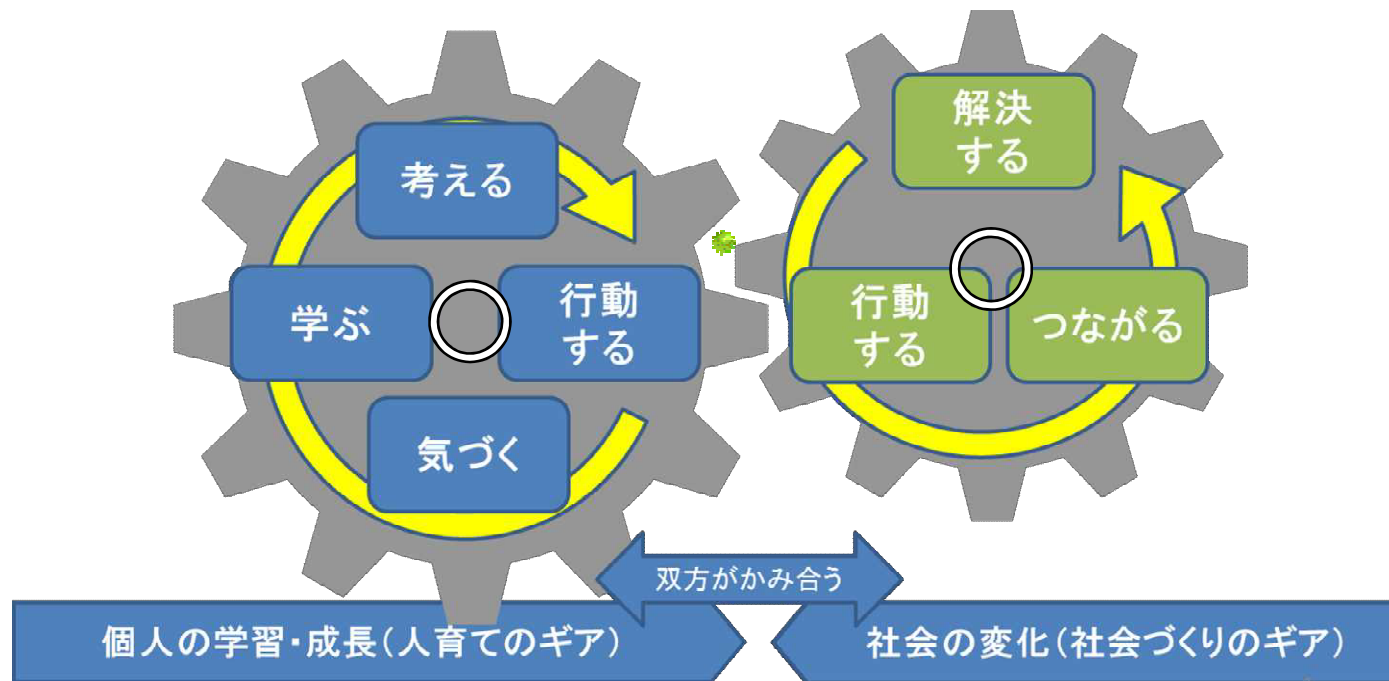 考える
学ぶ
行動
する
気づく
解決
する
行動
する
つながる
双方がかみ合う
個人の学習・成長（人育てのギア）
社会の変化（社会づくりのギア）